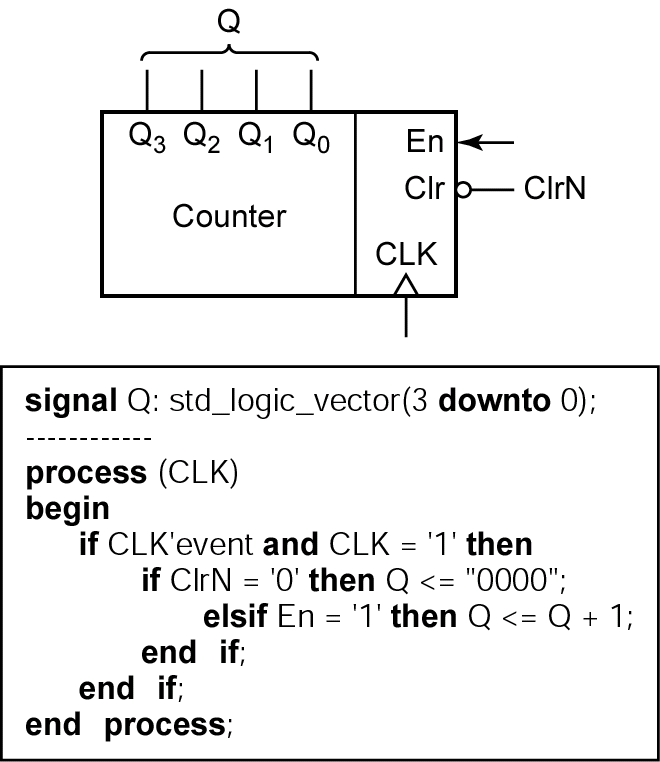 Q
Q3 Q2 Q1 Q0
En
Clr
ClrN
Counter
CLK
signal Q: std_logic_vector(3 downto 0);
------------
process (CLK)
begin
if CLK'event and CLK = '1' then
if ClrN = '0' then Q <= "0000";
elsif En = '1' then Q <= Q + 1;
end if;
end if;
end process;